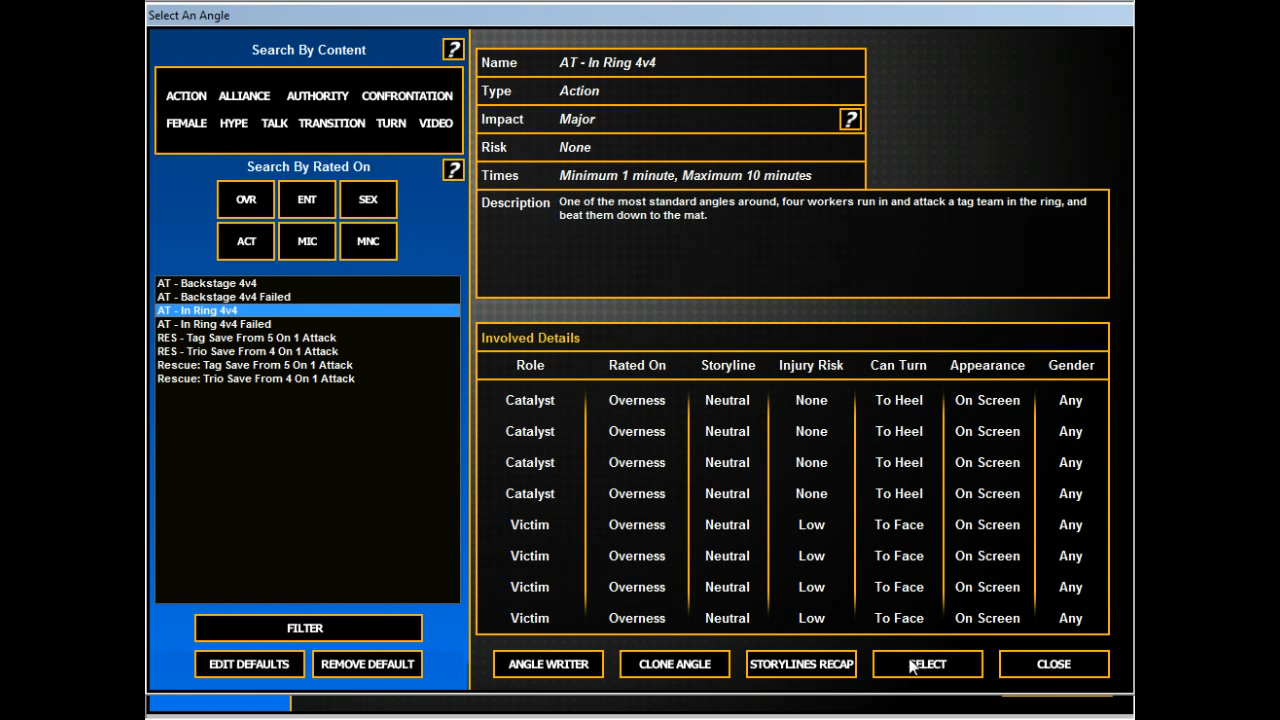 Select An Angle
Search By Content
?
ACTION ALLIANCE AUTHORITY CONFRONTATION
FEMALE HYPE TALK TRANSITION TURN VIDEO
Search By Rated On
?
OVR ENT SEX
ACT MIC MNC
AT - Backstage 4v4
AT - Backstage 4v4 Failed
AT - In Ring 4v4
AT - In Ring 4v4 Failed
RES - Tag Save From 5 On 1 Attack
RES - Trio Save From 4 On 1 Attack
Rescue: Tag Save From 5 On 1 Attack
Rescue: Trio Save From 4 On 1 Attack
FILTER
EDIT DEFAULTS REMOVE DEFAULT
Name AT - In Ring 4v4
Type Action
Impact Major ?
Risk None
Times Minimum 1 minute, Maximum 10 minutes
Description One of the most standard angles around, four workers run in and attack a tag team in the ring, and
beat them down to the mat.
Involved Details
Role Rated On Storyline Injury Risk Can Turn Appearance Gender
Catalyst Overness Neutral None To Heel On Screen Any
Catalyst Overness Neutral None To Heel On Screen Any
Catalyst Overness Neutral None To Heel On Screen Any
Catalyst Overness Neutral None To Heel On Screen Any
Victim Overness Neutral Low To Face On Screen Any
Victim Overness Neutral Low To Face On Screen Any
Victim Overness Neutral Low To Face On Screen Any
Victim Overness Neutral Low To Face On Screen Any
ANGLE WRITER CLONE ANGLE STORYLINES RECAP SELECT CLOSE